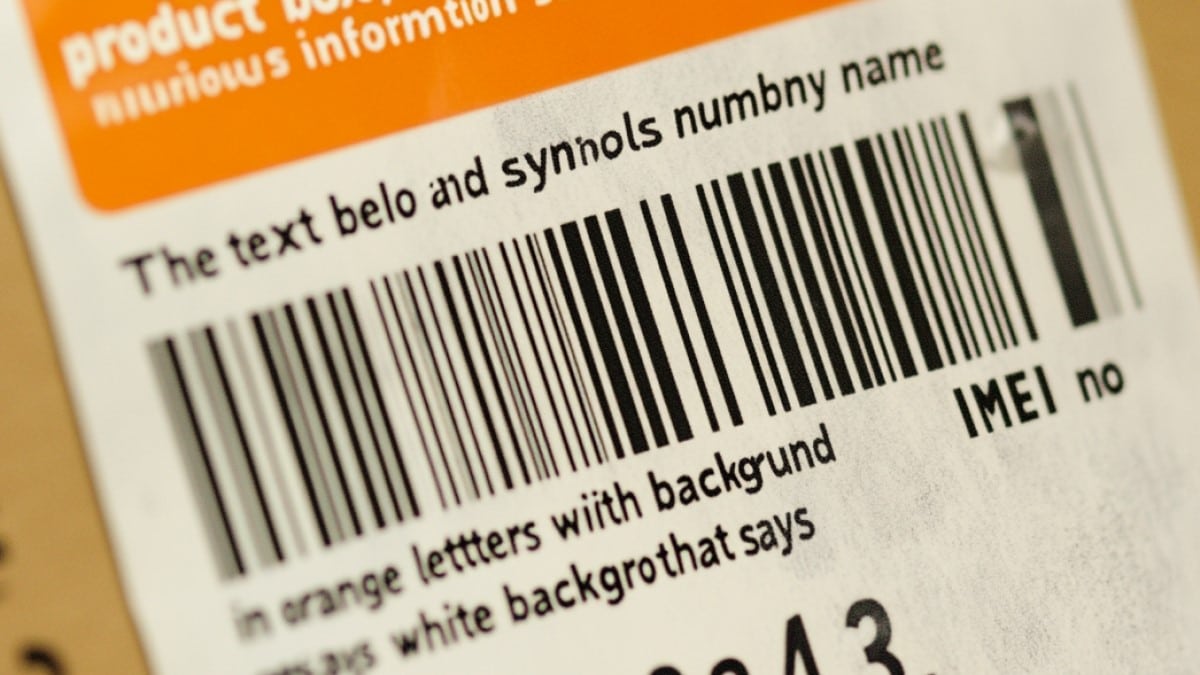 product
informtion
The text belo and synnols numbny name
IMEI no
in orange lettters wiith backgrund
white backgrothat says
43